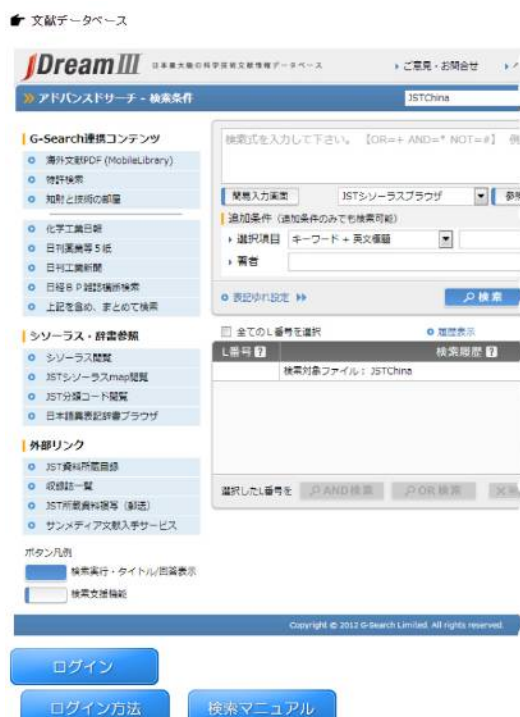 文献データベース
JDream III 日本最大級の科学技術文献情報データベース
ご意見・お問合せ
アドバンスドサーチ - 検索条件
JSTChina
G-Search連携コンテンツ
海外文献PDF (MobileLibrary)
特許検索
知財と技術の部屋
化学工業日報
日刊薬業等5紙
日刊工業新聞
日経BP雑誌横断検索
上記を含め、まとめて検索
シソーラス・辞書参照
シソーラス閲覧
JSTシソーラスmap閲覧
JST分類コード閲覧
日本語異表記辞書ブラウザ
外部リンク
JST資料所蔵目録
収録誌一覧
JST所蔵資料複写（郵送）
サンメディア文献入手サービス
ボタン凡例
検索実行・タイトル/回答表示
検索支援機能
検索式を入力して下さい。 【OR=+ AND=* NOT=#】 例
簡易入力画面
JSTシソーラスブラウザ
参照
追加条件（追加条件のみでも検索可能）
選択項目 キーワード + 英文標題
著者
表記ゆれ設定
検索
全てのL番号を選択
履歴表示
L番号 ? 検索履歴 ?
検索対象ファイル： JSTChina
選択したL番号を AND検索 OR検索
Copyright © 2012 G-Search Limited. All rights reserved.
ログイン
ログイン方法
検索マニュアル